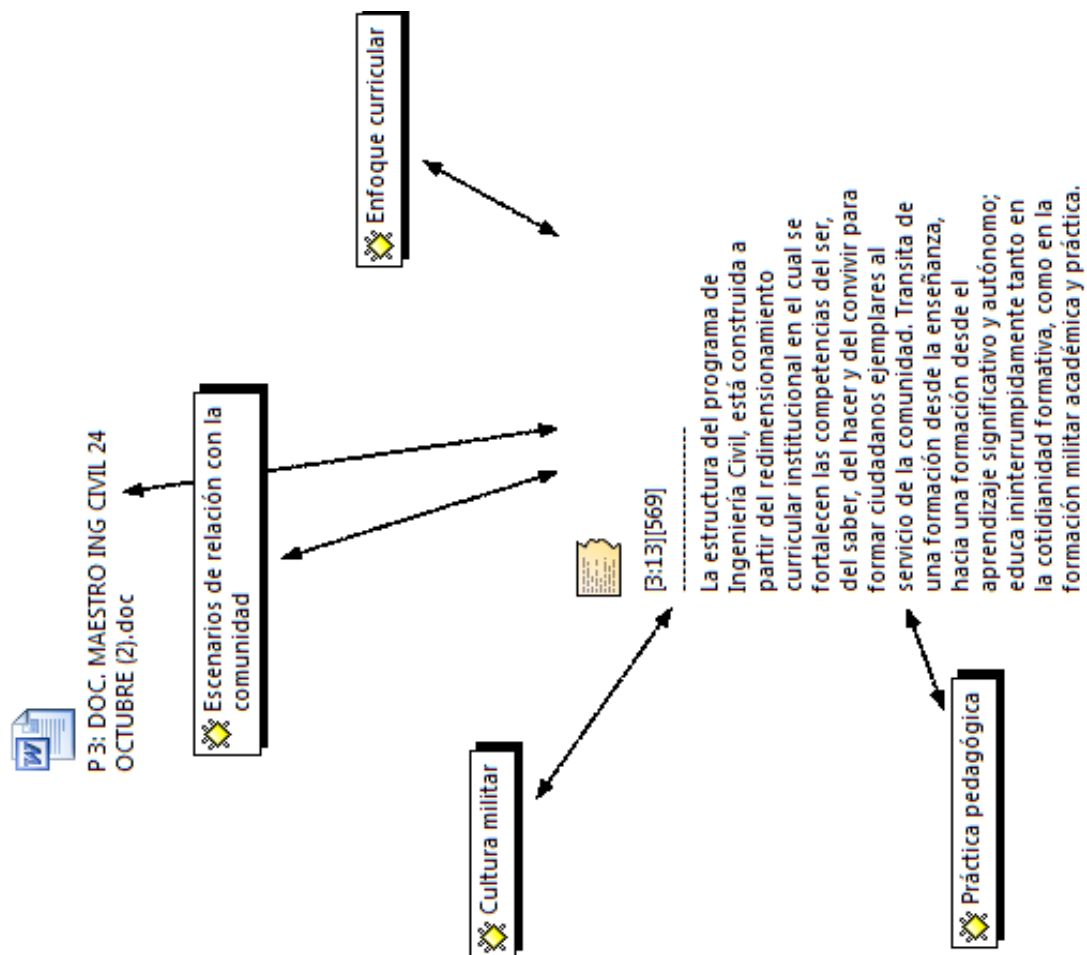 P 3: DOC. MAESTRO ING CIVIL 24
OCTUBRE (2).doc
Escenarios de relación con la
comunidad
Enfoque curricular
Cultura militar
[3:13][569]
--------------------
La estructura del programa de
Ingeniería Civil, está construida a
partir del redimensionamiento
curricular institucional en el cual se
fortalecen las competencias del ser,
del saber, del hacer y del convivir para
formar ciudadanos ejemplares al
servicio de la comunidad. Transita de
una formación desde la enseñanza,
hacia una formación desde el
aprendizaje significativo y autónomo;
educa ininterrumpidamente tanto en
la cotidianidad formativa, como en la
formación militar académica y práctica.
Práctica pedagógica